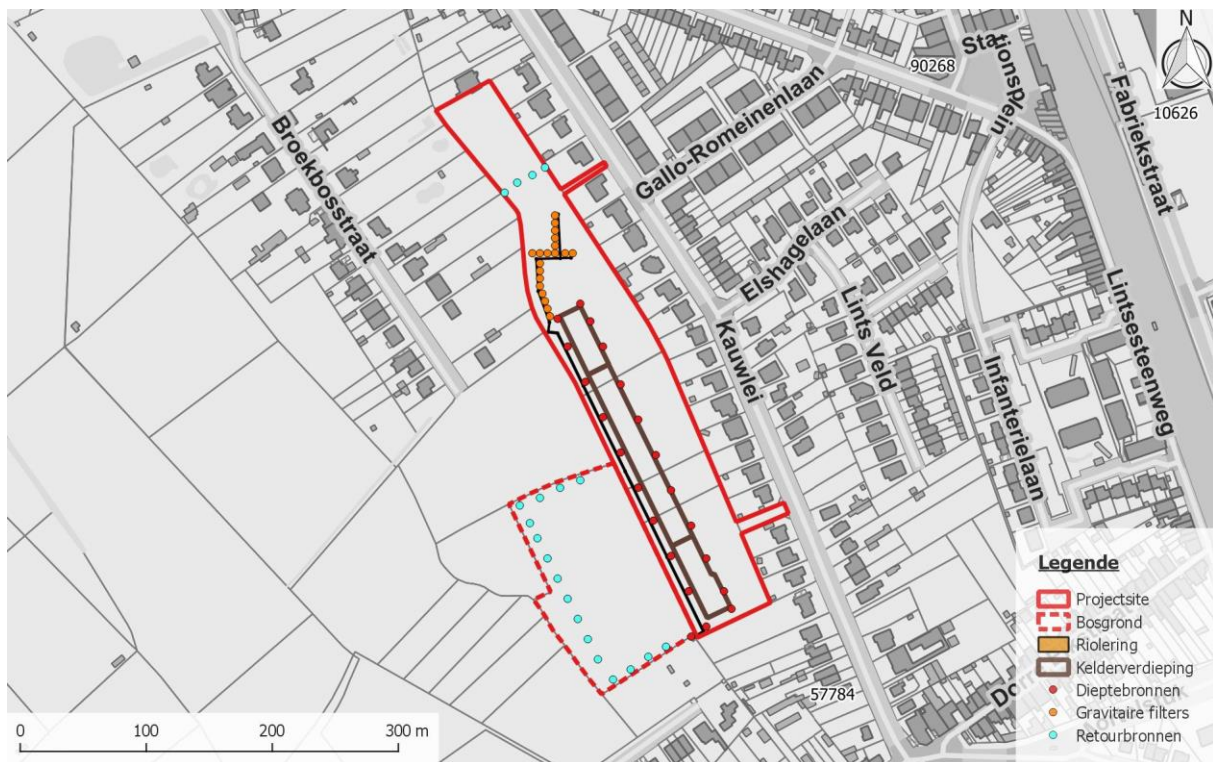 N
Stationsplein
90268
10626
Fabriekstraat
Gallo-Romeinenlaan
Broekbosstraat
Elshagelaan
Lints Veld
Kauwlei
Infanterielaan
Lintsesteenweg
57784
Legende
Projectsite
Bosgrond
Riolering
Kelderverdieping
Dieptebronnen
Gravitaire filters
Retourbronnen
0 100 200 300 m